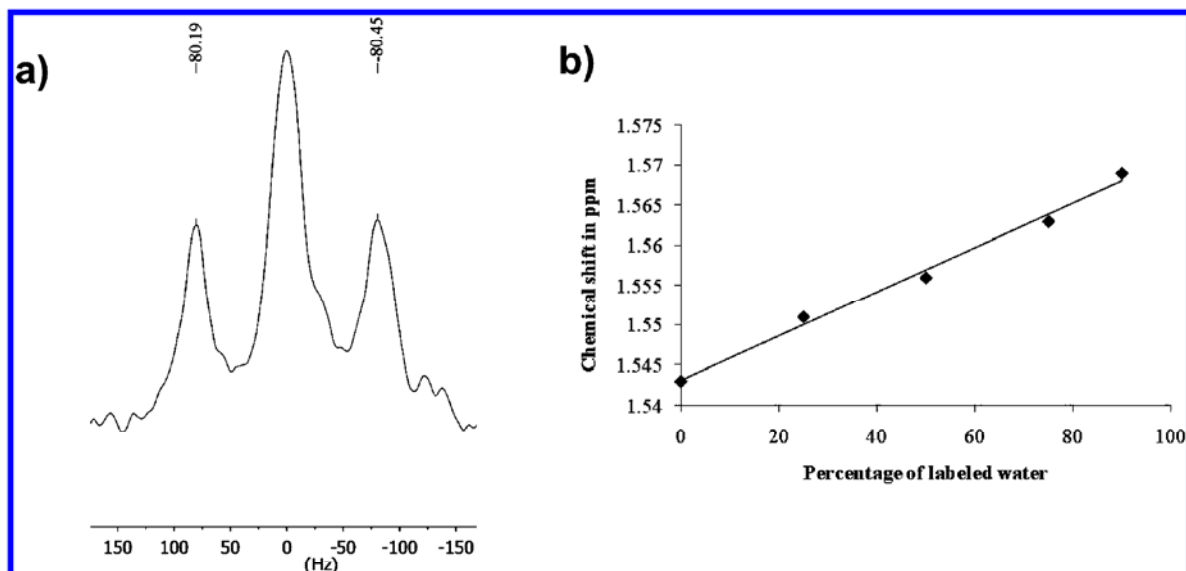 a)
80.19
-80.45
150 100 50 0 -50 -100 -150
(Hz)
b)
Chemical shift in ppm
1.575
1.57
1.565
1.56
1.555
1.55
1.545
1.54
0 20 40 60 80 100
Percentage of labeled water